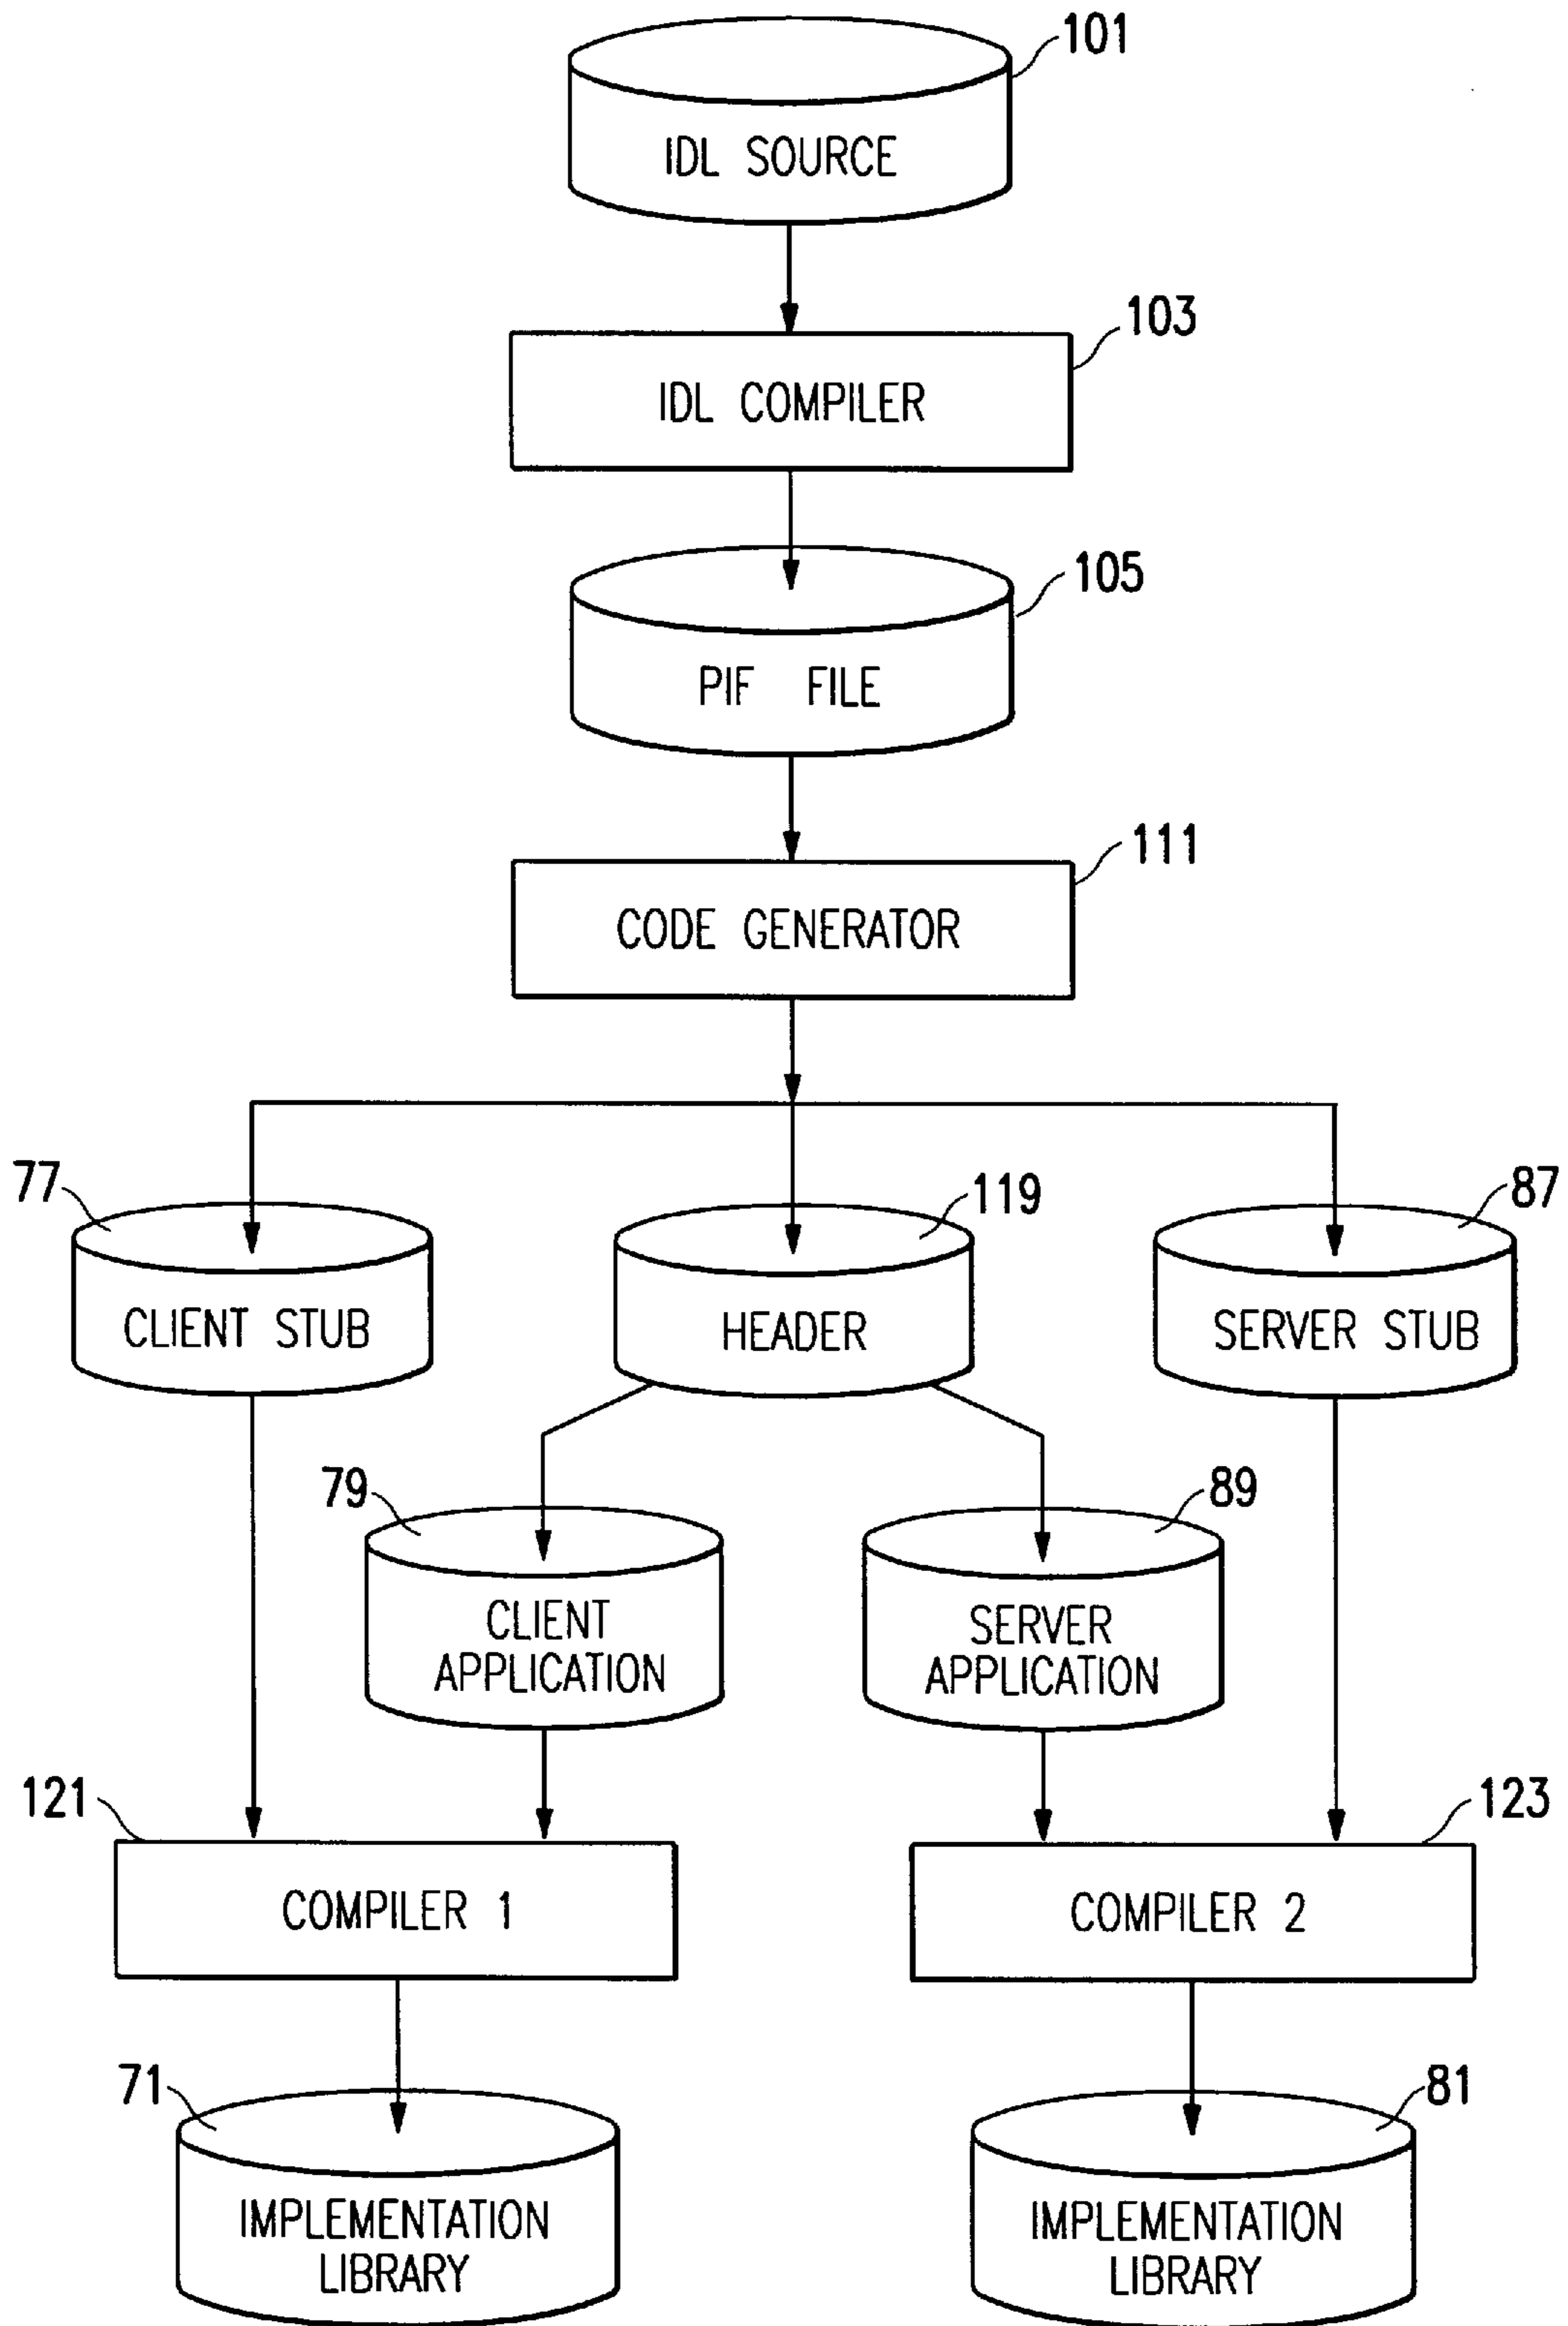 101
IDL SOURCE
103
IDL COMPILER
105
PIF FILE
111
CODE GENERATOR
77
119
87
CLIENT STUB
HEADER
SERVER STUB
79
89
CLIENT
APPLICATION
SERVER
APPLICATION
121
123
COMPILER 1
COMPILER 2
71
81
IMPLEMENTATION
LIBRARY
IMPLEMENTATION
LIBRARY